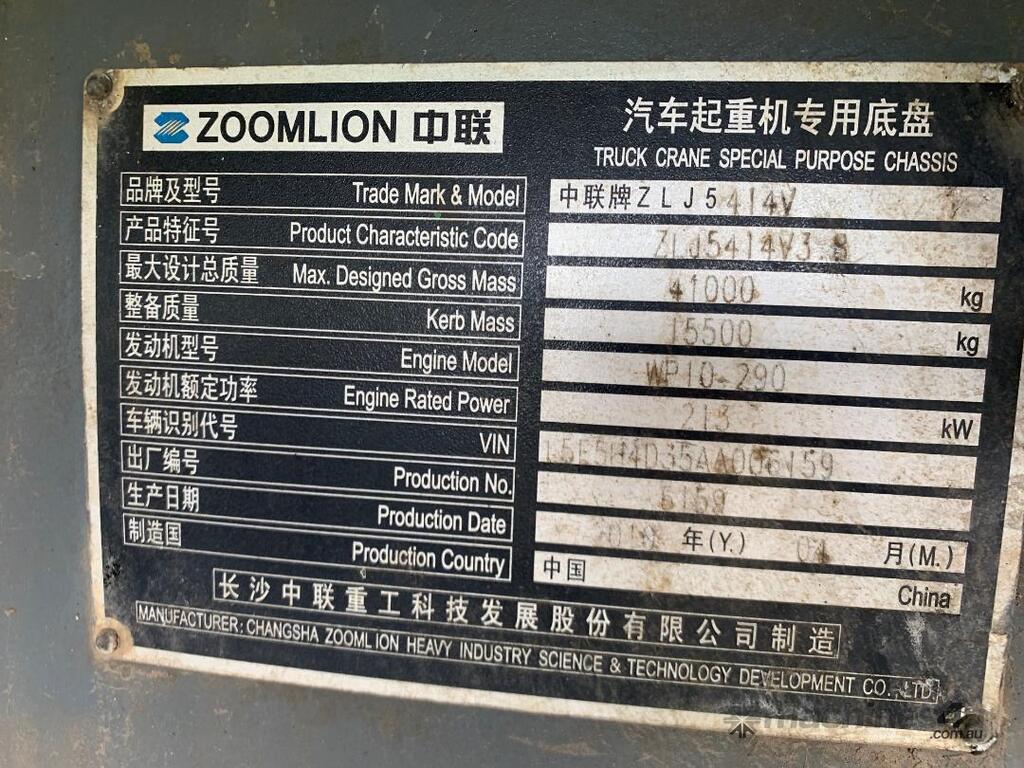 ZOOMLION 中联
汽车起重机专用底盘
TRUCK CRANE SPECIAL PURPOSE CHASSIS
品牌及型号 Trade Mark & Model 中联牌ZLJ5414V
产品特征号 Product Characteristic Code ZLJ5414V3
最大设计总质量 Max. Designed Gross Mass 41000 kg
整备质量 Kerb Mass 15500 kg
发动机型号 Engine Model WP10-290
发动机额定功率 Engine Rated Power 213 kW
车辆识别代号 VIN L5E5H4D35AA006159
出厂编号 Production No. 6159
生产日期 Production Date 年(Y.) 月(M.)
制造国 Production Country 中国 China
长沙中联重工科技发展股份有限公司制造
MANUFACTURER: CHANGSHA ZOOMLION HEAVY INDUSTRY SCIENCE & TECHNOLOGY DEVELOPMENT CO., LTD.
.com.au